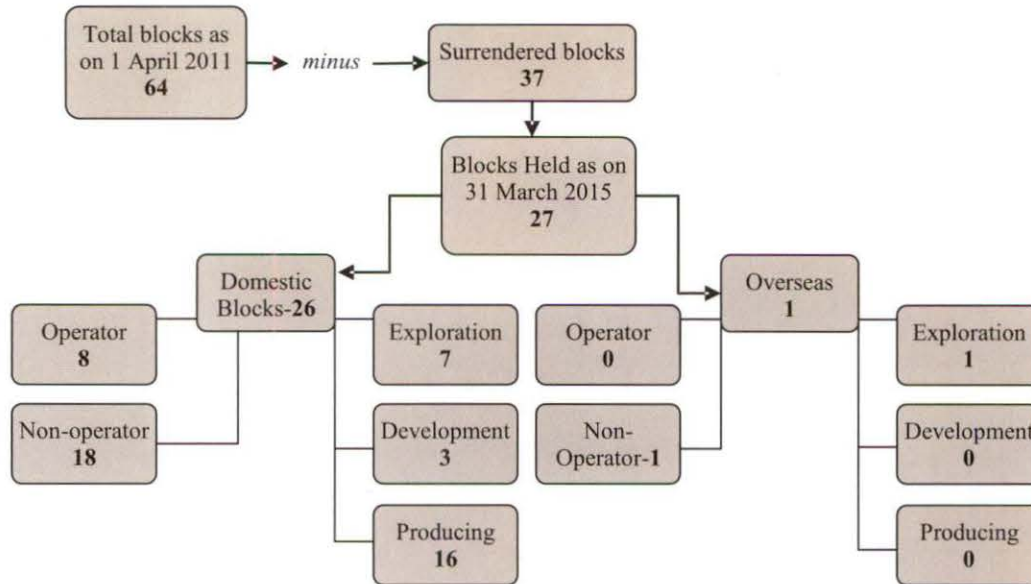 Total blocks as
on 1 April 2011
64
minus
Surrendered blocks
37
Blocks Held as on
31 March 2015
27
Domestic
Blocks-26
Operator
8
Non-operator
18
Exploration
7
Development
3
Producing
16
Overseas
1
Operator
0
Non-
Operator-1
Exploration
1
Development
0
Producing
0